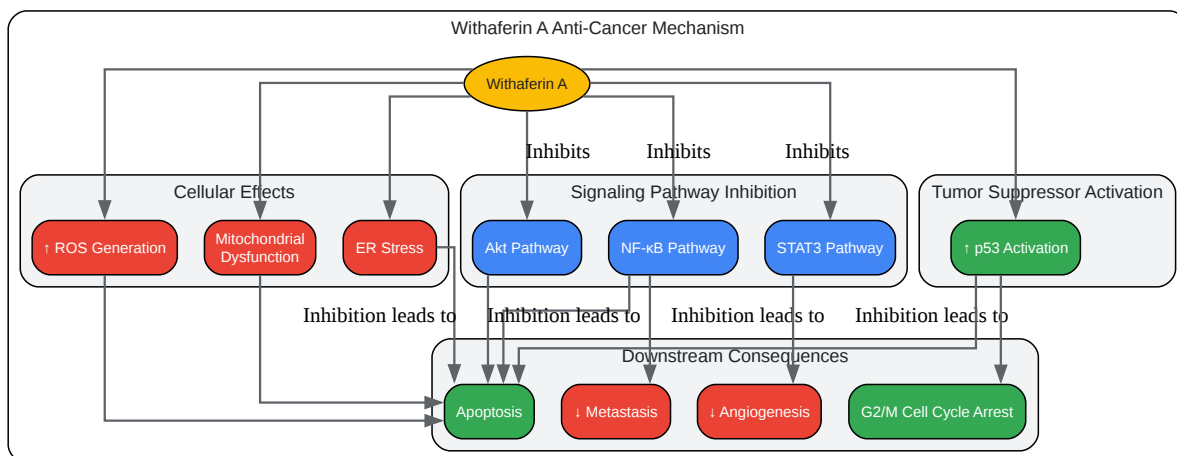 Withaferin A Anti-Cancer Mechanism
Withaferin A
Inhibits
Inhibits
Inhibits
Cellular Effects
Signaling Pathway Inhibition
Tumor Suppressor Activation
↑ ROS Generation
Mitochondrial
Dysfunction
ER Stress
Akt Pathway
NF-κB Pathway
STAT3 Pathway
↑ p53 Activation
Inhibition leads to
Inhibition leads to
Inhibition leads to
Inhibition leads to
Downstream Consequences
Apoptosis
↓ Metastasis
↓ Angiogenesis
G2/M Cell Cycle Arrest